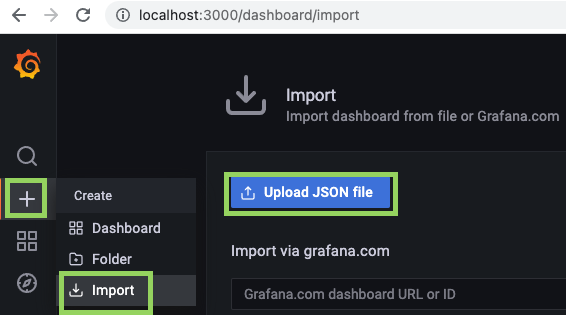 localhost:3000/dashboard/import
Import
Import dashboard from file or Grafana.com
Upload JSON file
Create
Dashboard
Folder
Import
Import via grafana.com
Grafana.com dashboard URL or ID